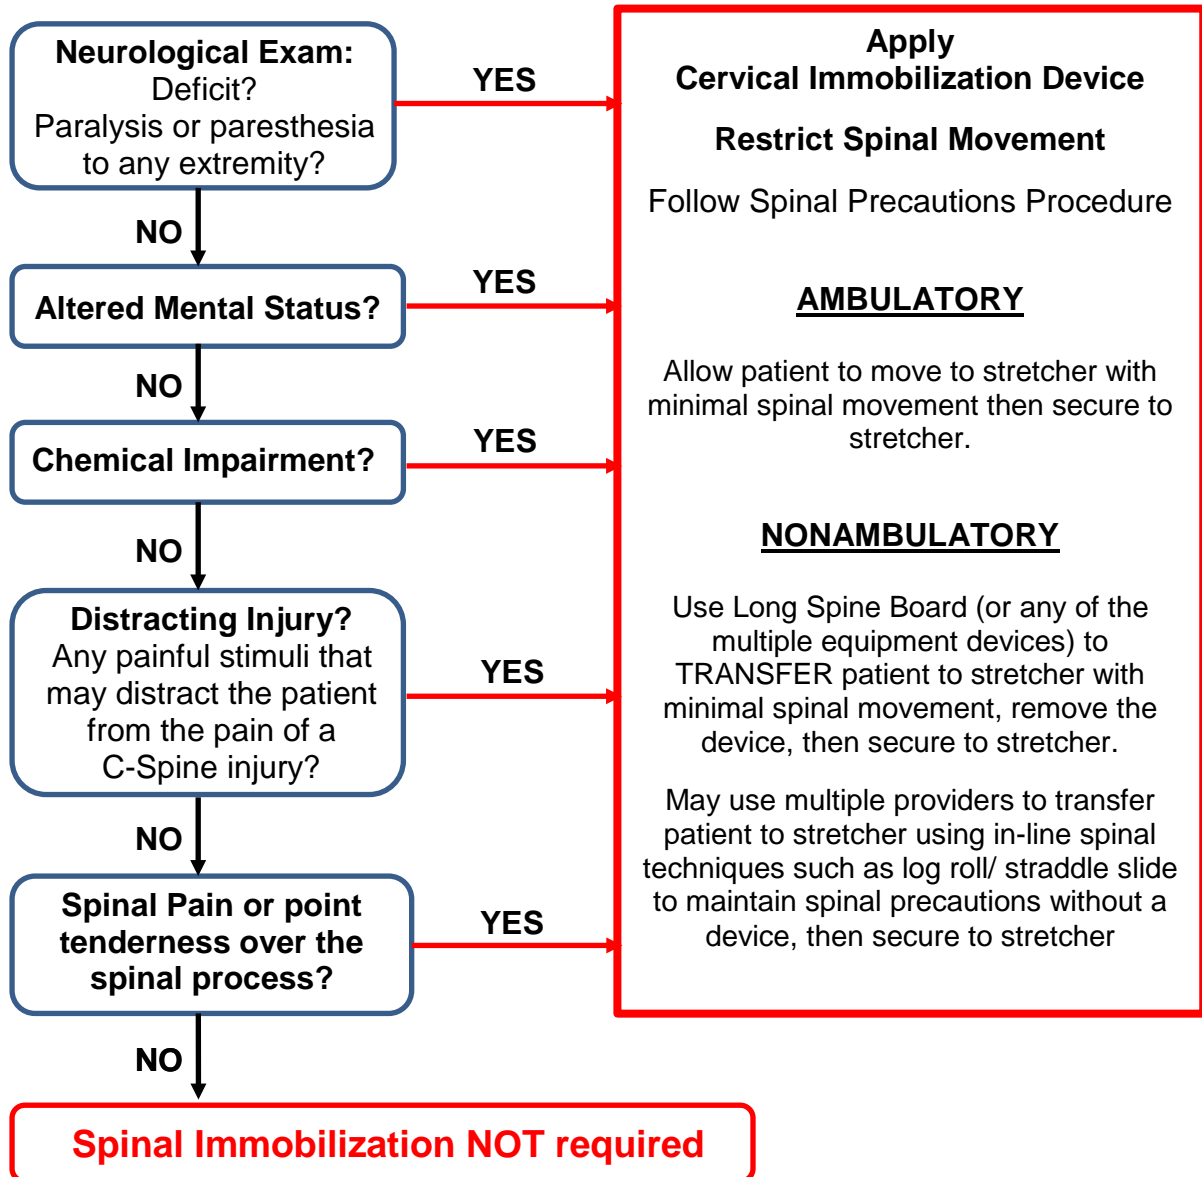 Neurological Exam:
Deficit?
Paralysis or paresthesia
to any extremity?
YES
NO
Altered Mental Status?
YES
NO
Chemical Impairment?
YES
NO
Distracting Injury?
Any painful stimuli that
may distract the patient
from the pain of a
C-Spine injury?
YES
NO
Spinal Pain or point
tenderness over the
spinal process?
YES
NO
Spinal Immobilization NOT required
Apply
Cervical Immobilization Device
Restrict Spinal Movement
Follow Spinal Precautions Procedure
AMBULATORY
Allow patient to move to stretcher with
minimal spinal movement then secure to
stretcher.
NONAMBULATORY
Use Long Spine Board (or any of the
multiple equipment devices) to
TRANSFER patient to stretcher with
minimal spinal movement, remove the
device, then secure to stretcher.
May use multiple providers to transfer
patient to stretcher using in-line spinal
techniques such as log roll/ straddle slide
to maintain spinal precautions without a
device, then secure to stretcher